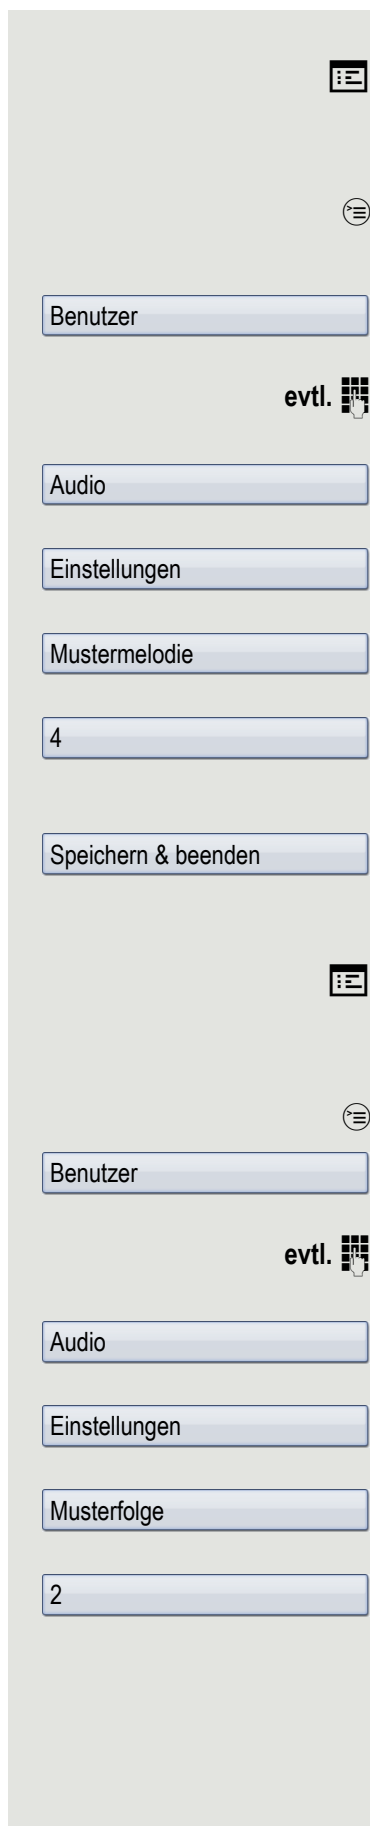 Benutzer
evtl.
Audio
Einstellungen
Mustermelodie
4
Speichern & beenden
Benutzer
evtl.
Audio
Einstellungen
Musterfolge
2